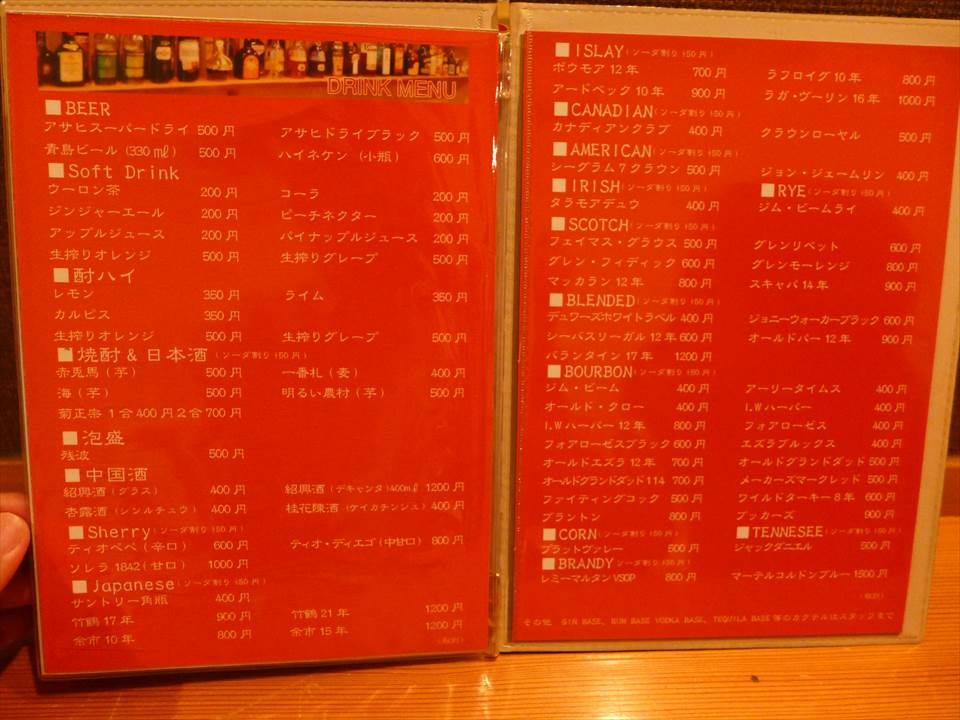 DRINK MENU
■BEER
アサヒスーパードライ 500円 アサヒドライブラック 500円
青島ビール (330㎖) 500円 ハイネケン (小瓶) 600円
■Soft Drink
ウーロン茶 200円 コーラ 200円
ジンジャーエール 200円 ピーチネクター 200円
アップルジュース 200円 パイナップルジュース 200円
生搾りオレンジ 500円 生搾りグレープ 500円
■酎ハイ
レモン 350円 ライム 350円
カルピス 350円
生搾りオレンジ 500円 生搾りグレープ 500円
■焼酎&日本酒 (ソーダ割り 150円)
赤兎馬(芋) 500円 一番札(麦) 400円
海(芋) 500円 明るい農村(芋) 500円
菊正宗 1合400円 2合700円
■泡盛
残波 500円
■中国酒
紹興酒(グラス) 400円 紹興酒(デキャンタ)400㎖ 1200円
杏露酒(シンルチュウ) 400円 桂花陳酒(ケイカチンシュ) 400円
■Sherry(ソーダ割り 150円)
ティオペペ(辛口) 600円 ティオ・ディエゴ(中甘口) 800円
ソレラ 1842(甘口) 1000円
■Japanese(ソーダ割り 150円)
サントリー角瓶 400円
竹鶴 17年 900円 竹鶴 21年 1200円
余市 10年 800円 余市 15年 1200円
(税別)
■ISLAY(ソーダ割り 150円)
ボウモア 12年 700円 ラフロイグ 10年 800円
アードベック 10年 900円 ラガ・ヴーリン 16年 1000円
■CANADIAN(ソーダ割り 150円)
カナディアンクラブ 400円 クラウンローヤル 500円
■AMERICAN(ソーダ割り 150円)
シーグラム7クラウン 500円 ジョン・ジェームリン 400円
■IRISH(ソーダ割り 150円) ■RYE(ソーダ割り 150円)
タラモアデュウ 400円 ジム・ビームライ 400円
■SCOTCH(ソーダ割り 150円)
フェイマス・グラウス 500円 グレンリベット 600円
グレン・フィディック 600円 グレンモーレンジ 800円
マッカラン 12年 800円 スキャパ 14年 900円
■BLENDED(ソーダ割り 150円)
デュワーズホワイトラベル 400円 ジョニーウォーカーブラック 600円
シーバスリーガル 12年 600円 オールドパー 12年 900円
バランタイン 17年 1200円
■BOURBON(ソーダ割り 150円)
ジム・ビーム 400円 アーリータイムス 400円
オールド・クロー 400円 I.Wハーパー 400円
I.Wハーパー 12年 800円 フォアローゼス 400円
フォアローゼスブラック 600円 エズラブルックス 400円
オールドエズラ 12年 700円 オールドグランダッド 500円
オールドグランダッド114 700円 メーカーズマークレッド 500円
ファイティングコック 500円 ワイルドターキー 8年 600円
ブラントン 800円 ブッカーズ 900円
■CORN(ソーダ割り 150円) ■TENNESEE(ソーダ割り 150円)
プラットヴァレー 500円 ジャックダニエル 500円
■BRANDY(ソーダ割り 150円)
レミーマルタンVSOP 800円 マーテルコルドンブルー 1500円
(税別)
その他 GIN BASE、RUM BASE VODKA BASE、TEQUILA BASE等のカクテルはスタッフまで